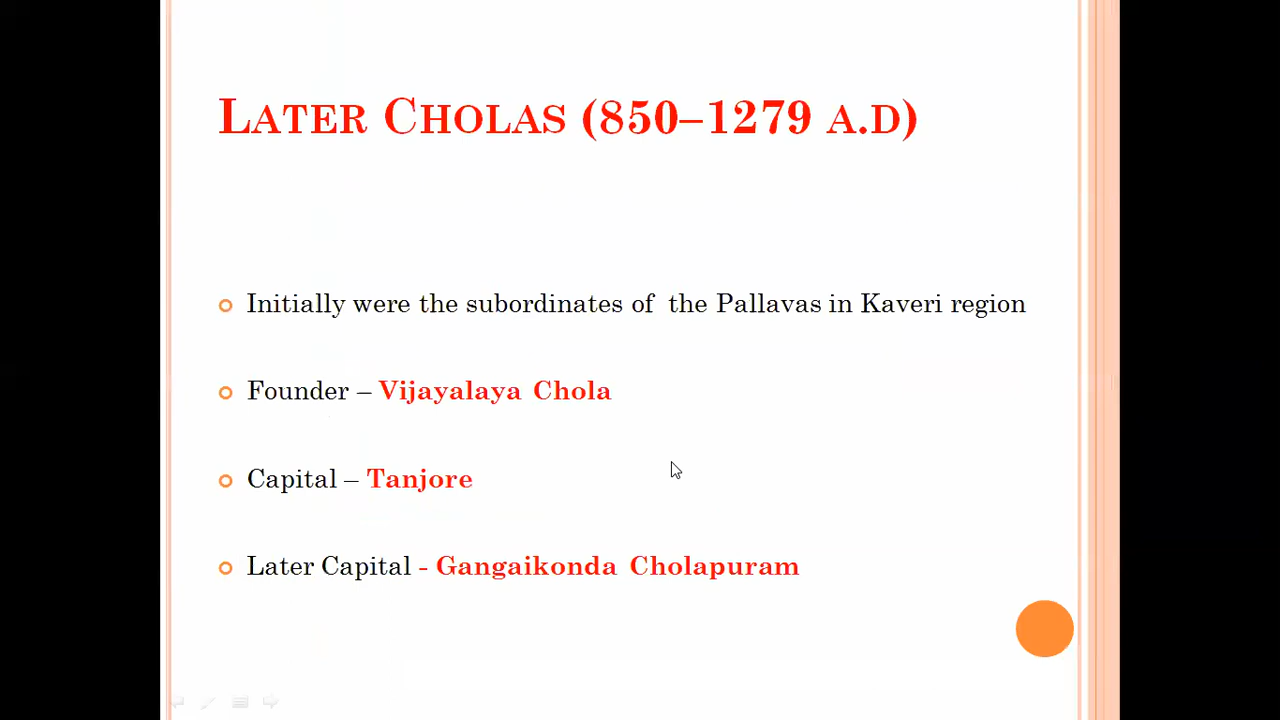 LATER CHOLAS (850–1279 A.D)
Initially were the subordinates of the Pallavas in Kaveri region
Founder – Vijayalaya Chola
Capital – Tanjore
Later Capital - Gangaikonda Cholapuram